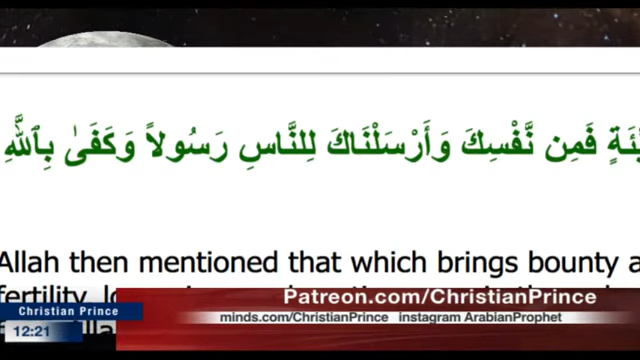 فَمِن نَّفْسِكَ وَأَرْسَلْنَاكَ لِلنَّاسِ رَسُولاً وَكَفَىٰ بِٱللَّهِ
Allah then mentioned that which brings bounty
fertility
Patreon.com/ChristianPrince
Christian Prince
minds.com/ChristianPrince instagram ArabianProphet
12:21